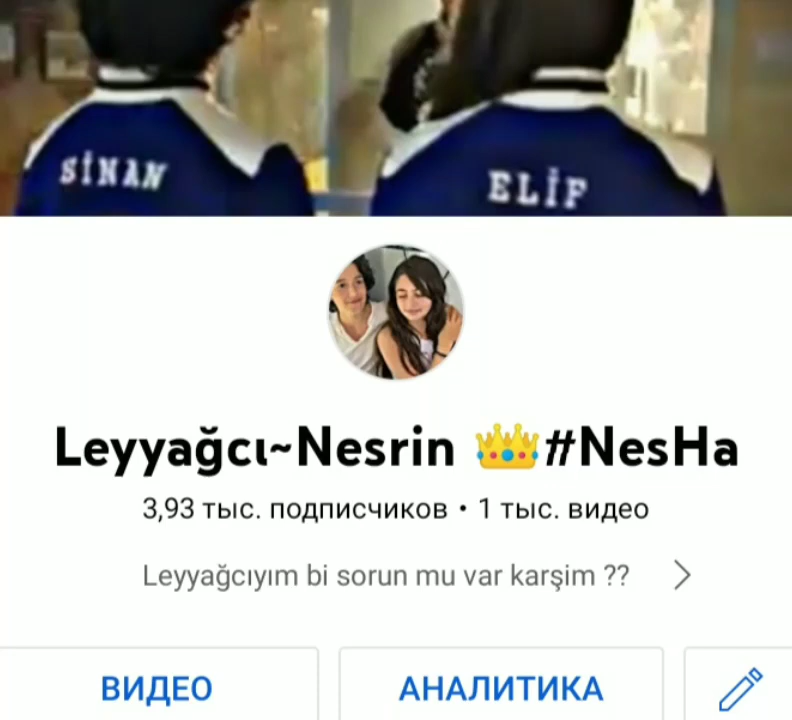 SİNAN
ELİF
Leyyağcı~Nesrin 👑#NesHa
3,93 тыс. подписчиков • 1 тыс. видео
Leyyağcıyım bi sorun mu var karşim ??
ВИДЕО
АНАЛИТИКА